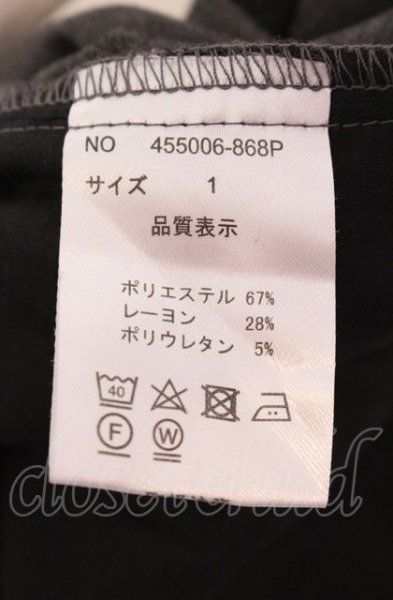 NO 455006-868P
サイズ 1
品質表示
ポリエステル 67%
レーヨン 28%
ポリウレタン 5%
40
F W
closetchild